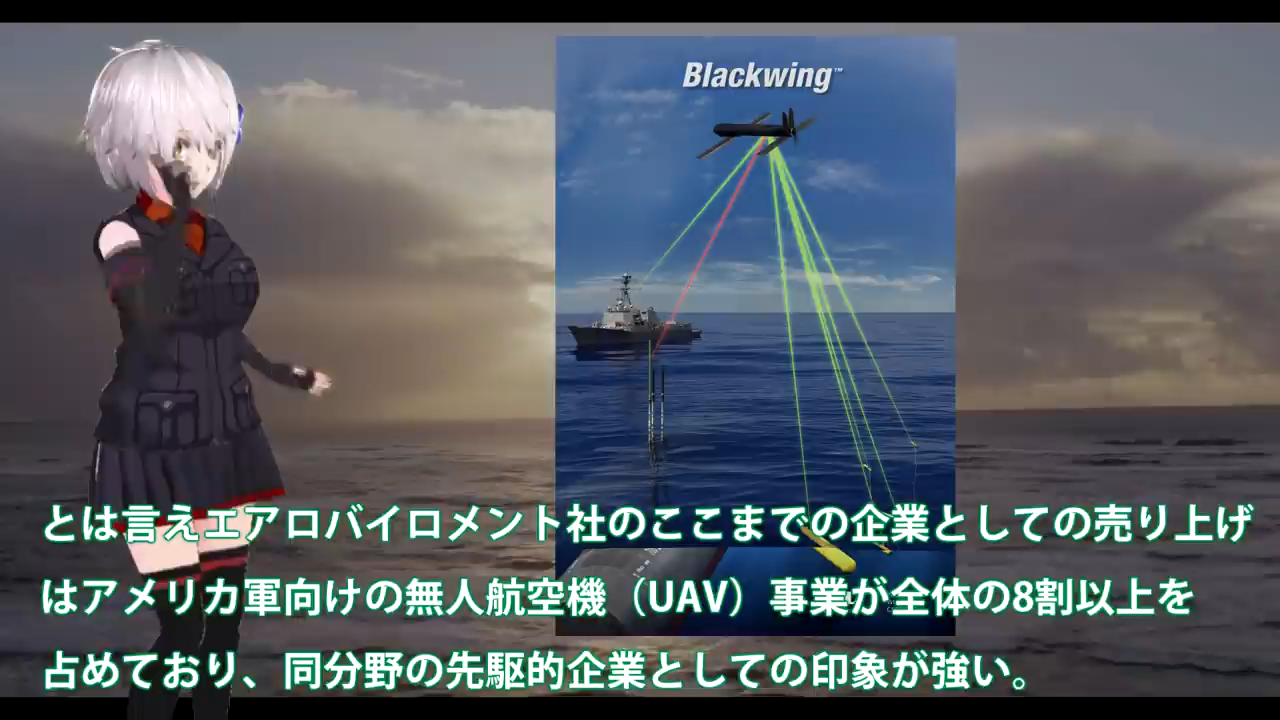 Blackwing™
とは言えエアロバイロメント社のここまでの企業としての売り上げ
はアメリカ軍向けの無人航空機（UAV）事業が全体の8割以上を
占めており、同分野の先駆的企業としての印象が強い。